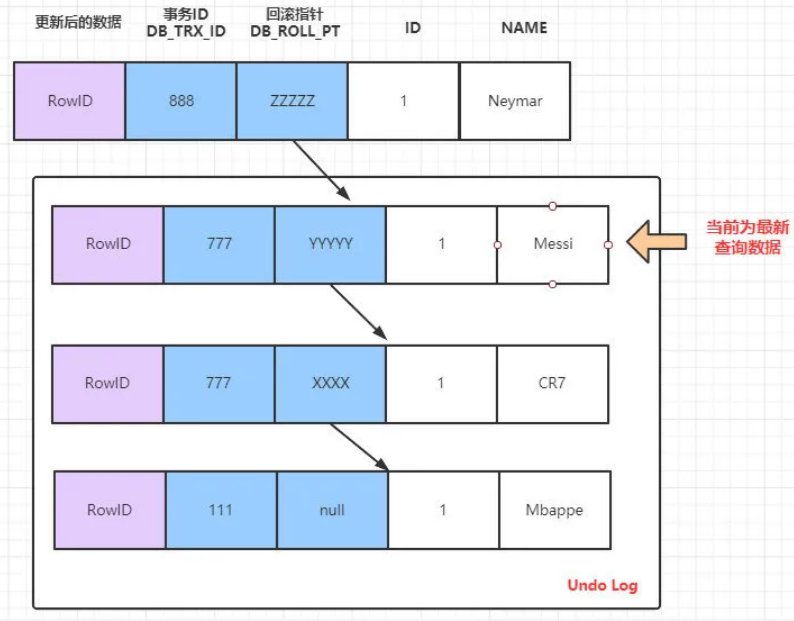 更新后的数据
事务ID
DB_TRX_ID
回滚指针
DB_ROLL_PT
ID
NAME
RowID 888 ZZZZZ 1 Neymar
RowID 777 YYYYY 1 Messi
当前为最新
查询数据
RowID 777 XXXX 1 CR7
RowID 111 null 1 Mbappe
Undo Log